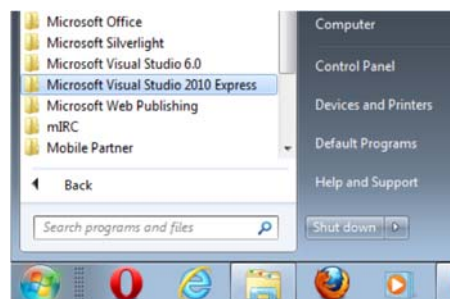 Microsoft Office
Microsoft Silverlight
Microsoft Visual Studio 6.0
Microsoft Visual Studio 2010 Express
Microsoft Web Publishing
mIRC
Mobile Partner
Back
Search programs and files
Computer
Control Panel
Devices and Printers
Default Programs
Help and Support
Shut down